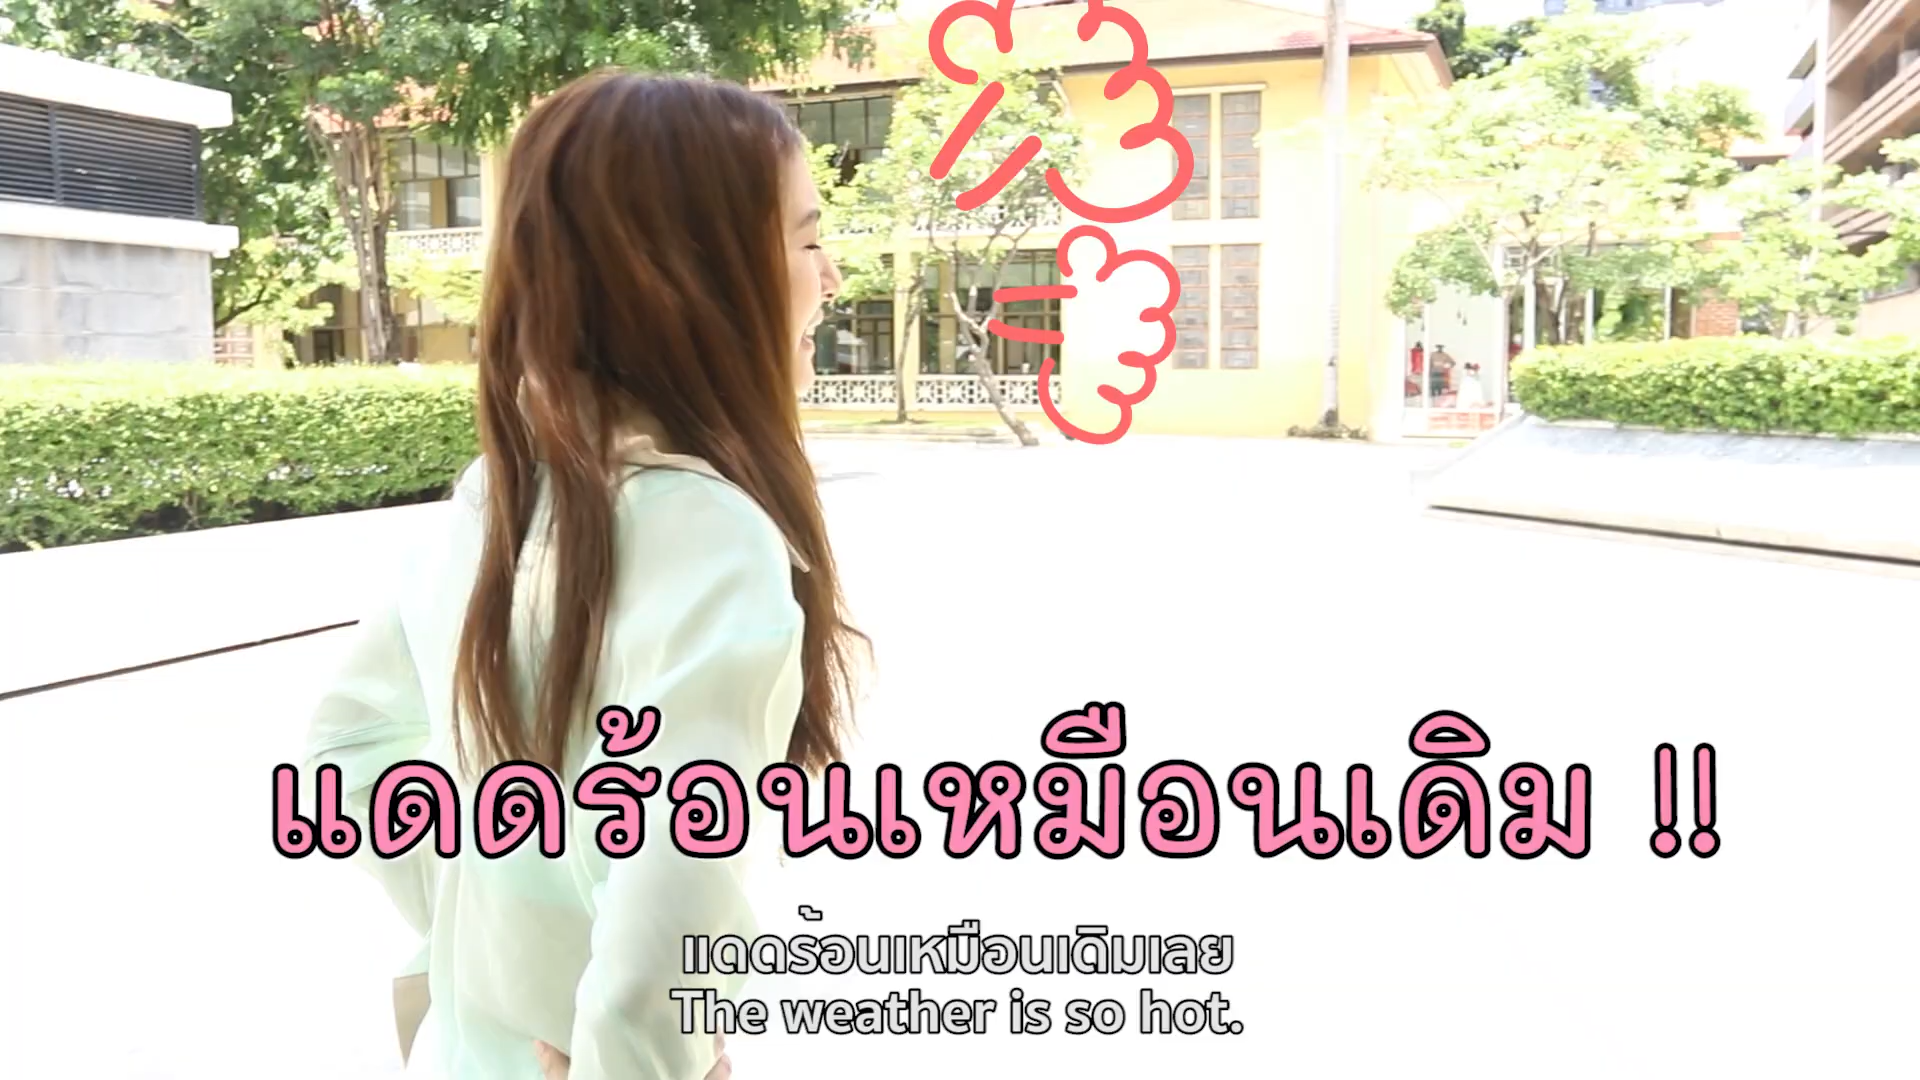 แดดร้อนเหมือนเดิม !!
แดดร้อนเหมือนเดิมเลย
The weather is so hot.